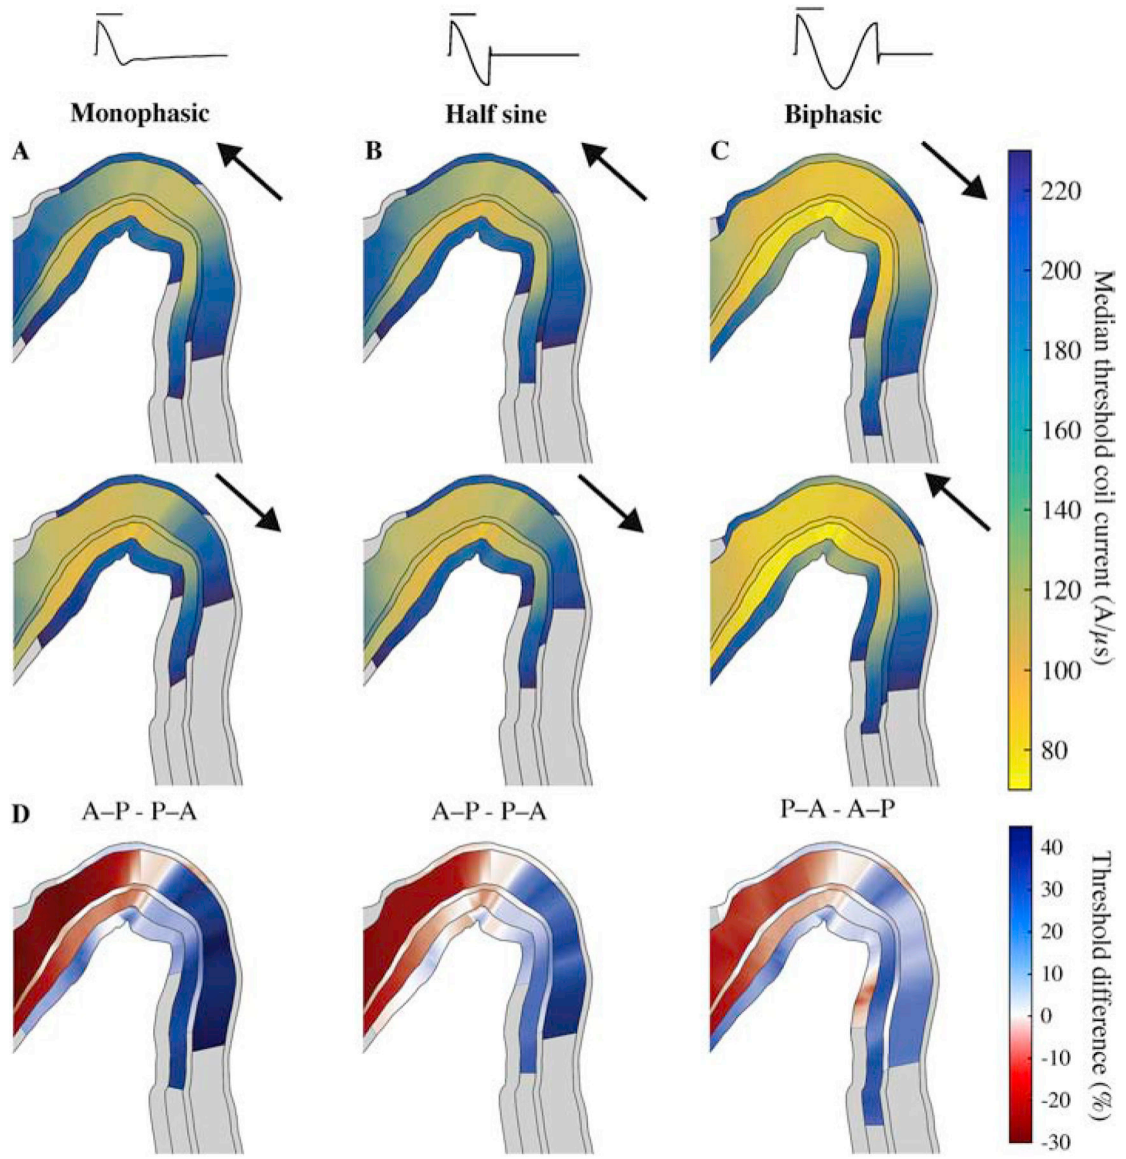 Monophasic
Half sine
Biphasic
A
B
C
220
200
180
160
140
120
100
80
Median threshold coil current (A/μs)
D
A–P - P–A
A–P - P–A
P–A - A–P
40
30
20
10
0
-10
-20
-30
Threshold difference (%)